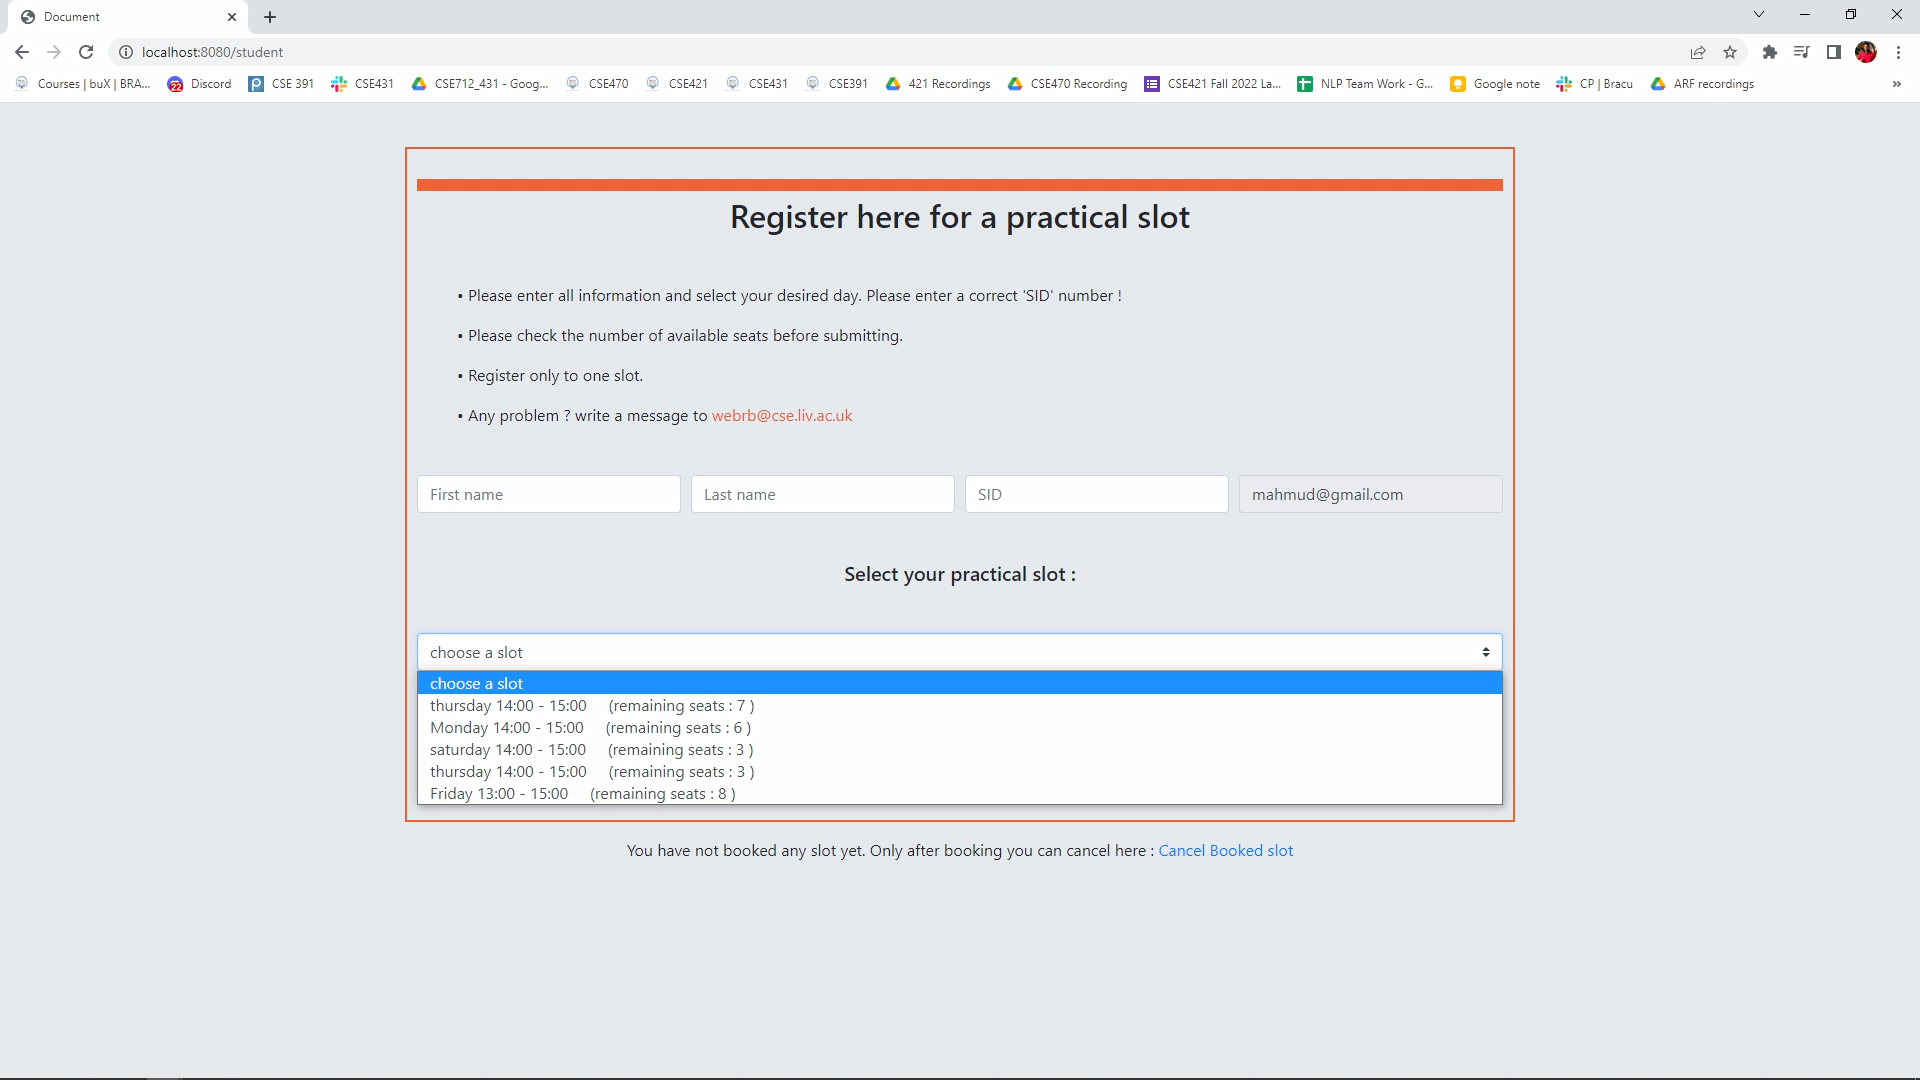 Document
localhost:8080/student
Courses | buX | BRA...
22 Discord
CSE 391
CSE431
CSE712_431 - Goog...
CSE470
CSE421
CSE431
CSE391
421 Recordings
CSE470 Recording
CSE421 Fall 2022 La...
NLP Team Work - G...
Google note
CP | Bracu
ARF recordings
»
Register here for a practical slot
• Please enter all information and select your desired day. Please enter a correct 'SID' number !
• Please check the number of available seats before submitting.
• Register only to one slot.
• Any problem ? write a message to webrb@cse.liv.ac.uk
First name
Last name
SID
mahmud@gmail.com
Select your practical slot :
choose a slot
choose a slot
thursday 14:00 - 15:00 (remaining seats : 7 )
Monday 14:00 - 15:00 (remaining seats : 6 )
saturday 14:00 - 15:00 (remaining seats : 3 )
thursday 14:00 - 15:00 (remaining seats : 3 )
Friday 13:00 - 15:00 (remaining seats : 8 )
You have not booked any slot yet. Only after booking you can cancel here : Cancel Booked slot